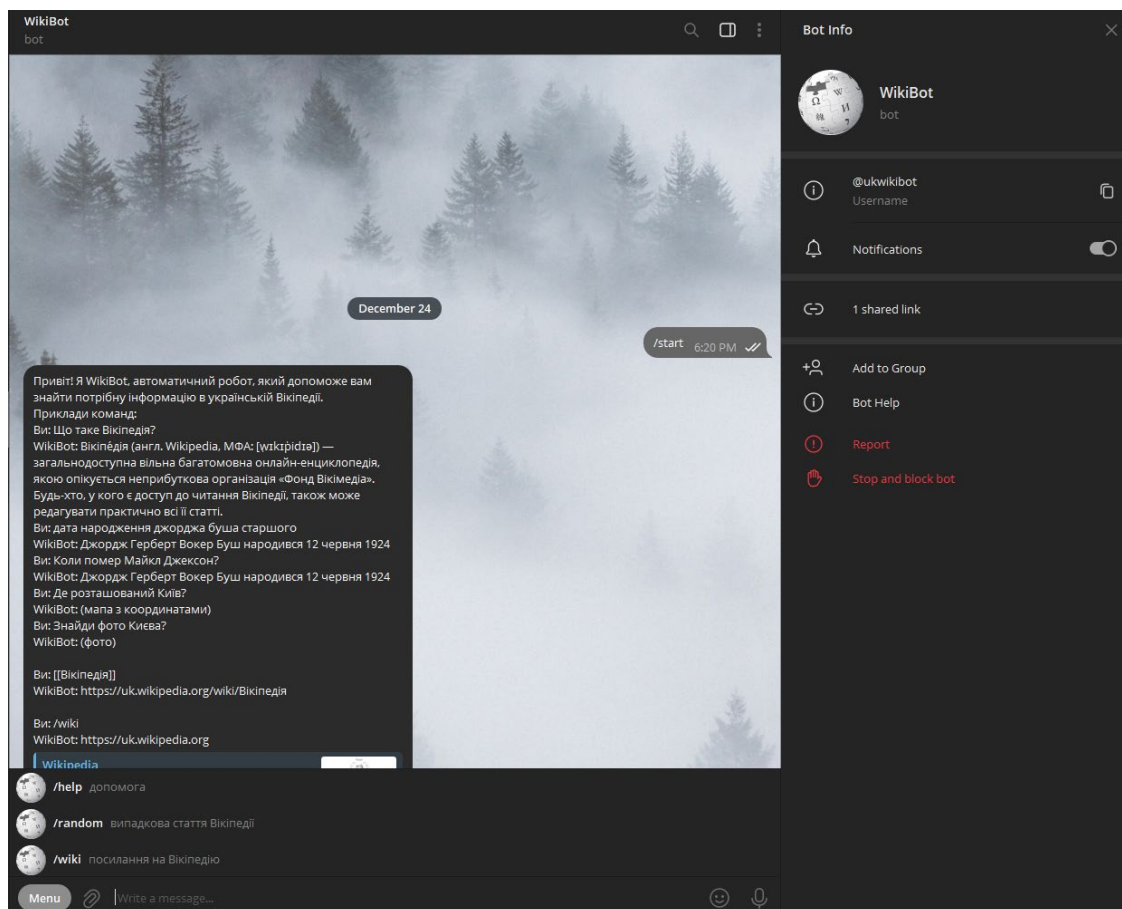 WikiBot
bot
Bot Info
WikiBot
bot
@ukwikibot
Username
Notifications
1 shared link
Add to Group
Bot Help
Report
Stop and block bot
December 24
/start 6:20 PM
Привіт! Я WikiBot, автоматичний робот, який допоможе вам
знайти потрібну інформацію в українській Вікіпедії.
Приклади команд:
Ви: Що таке Вікіпедія?
WikiBot: Вікіпе́дія (англ. Wikipedia, МФА: [wɪkɪˈpidɪə]) —
загальнодоступна вільна багатомовна онлайн-енциклопедія,
якою опікується неприбуткова організація «Фонд Вікімедіа».
Будь-хто, у кого є доступ до читання Вікіпедії, також може
редагувати практично всі її статті.
Ви: дата народження джорджа буша старшого
WikiBot: Джордж Герберт Вокер Буш народився 12 червня 1924
Ви: Коли помер Майкл Джексон?
WikiBot: Джордж Герберт Вокер Буш народився 12 червня 1924
Ви: Де розташований Київ?
WikiBot: (мапа з координатами)
Ви: Знайди фото Києва?
WikiBot: (фото)
Ви: [[Вікіпедія]]
WikiBot: https://uk.wikipedia.org/wiki/Вікіпедія
Ви: /wiki
WikiBot: https://uk.wikipedia.org
Wikipedia
/help допомога
/random випадкова стаття Вікіпедії
/wiki посилання на Вікіпедію
Menu
Write a message...